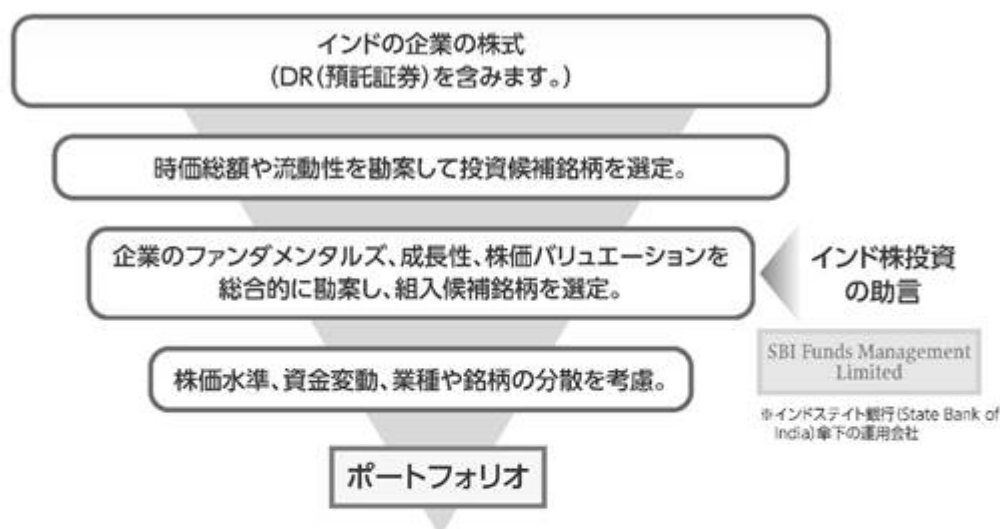 インドの企業の株式
(DR(預託証券)を含みます。)
時価総額や流動性を勘案して投資候補銘柄を選定。
企業のファンダメンタルズ、成長性、株価バリュエーションを
総合的に勘案し、組入候補銘柄を選定。
インド株投資
の助言
SBI Funds Management
Limited
※インドステイト銀行(State Bank of
India)傘下の運用会社
株価水準、資金変動、業種や銘柄の分散を考慮。
ポートフォリオ